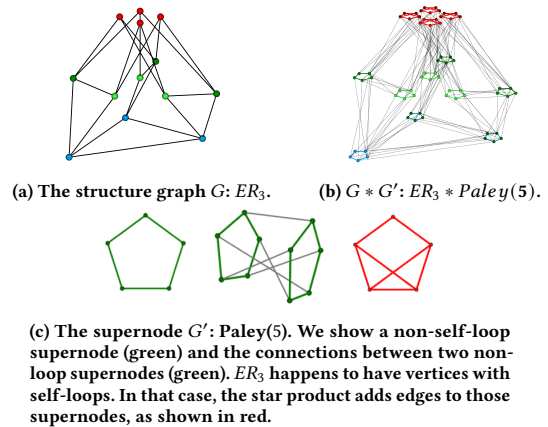 (a) The structure graph G: ER₃.
(b) G ∗ G′: ER₃ ∗ Paley(5).
(c) The supernode G′: Paley(5). We show a non-self-loop
supernode (green) and the connections between two non-
loop supernodes (green). ER₃ happens to have vertices with
self-loops. In that case, the star product adds edges to those
supernodes, as shown in red.